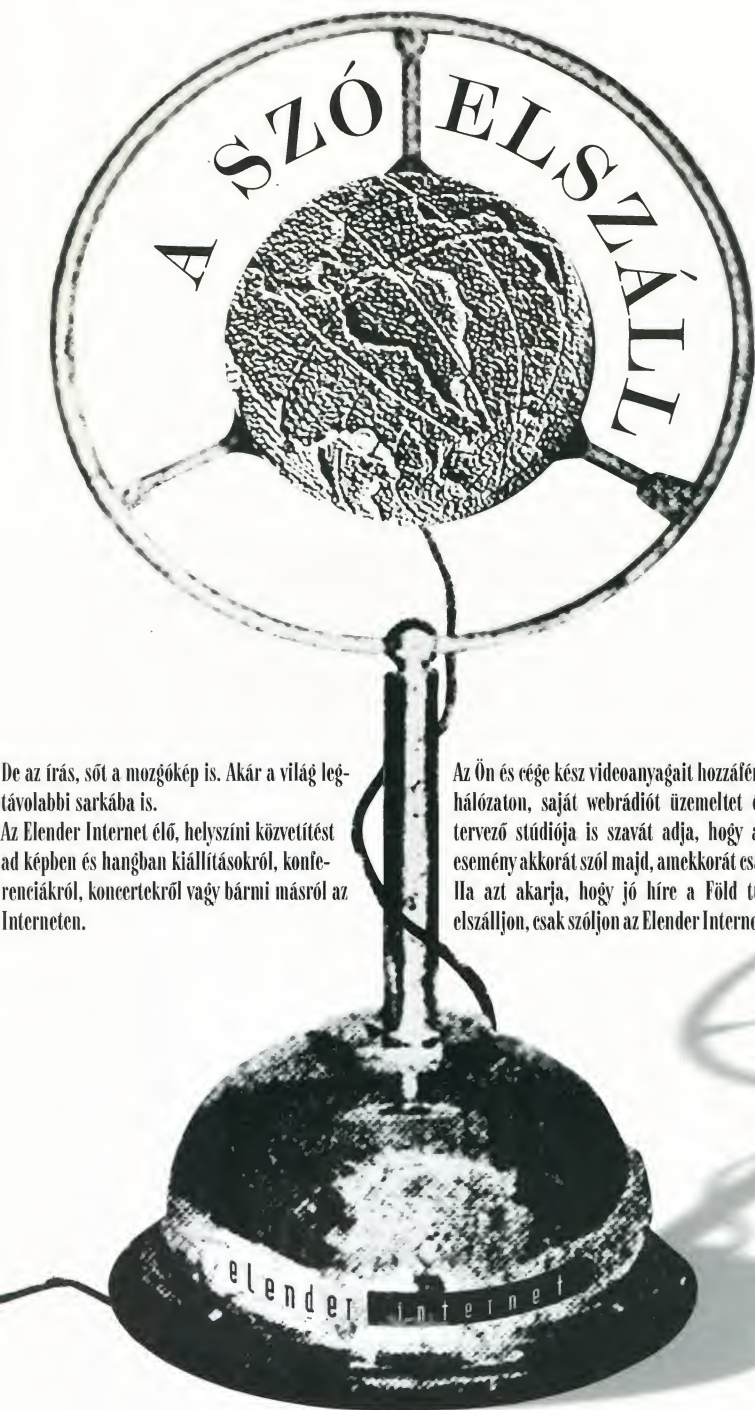 A SZÓ ELSZÁLL
De az írás, sőt a mozgókép is. Akár a világ leg-
távolabbi sarkába is.
Az Elender Internet élő, helyszíni közvetítést
ad képben és hangban kiállításokról, konfe-
renciákról, koncertekről vagy bármi másról az
Interneten.
Az Ön és cége kész videoanyagait hozzáfér
hálózaton, saját webrádiót üzemeltet
tervező stúdiója is szavát adja, hogy a
esemény akkorát szól majd, amekkorát
Ha azt akarja, hogy jó híre a Föld
elszálljon, csak szóljon az Elender
elender internet